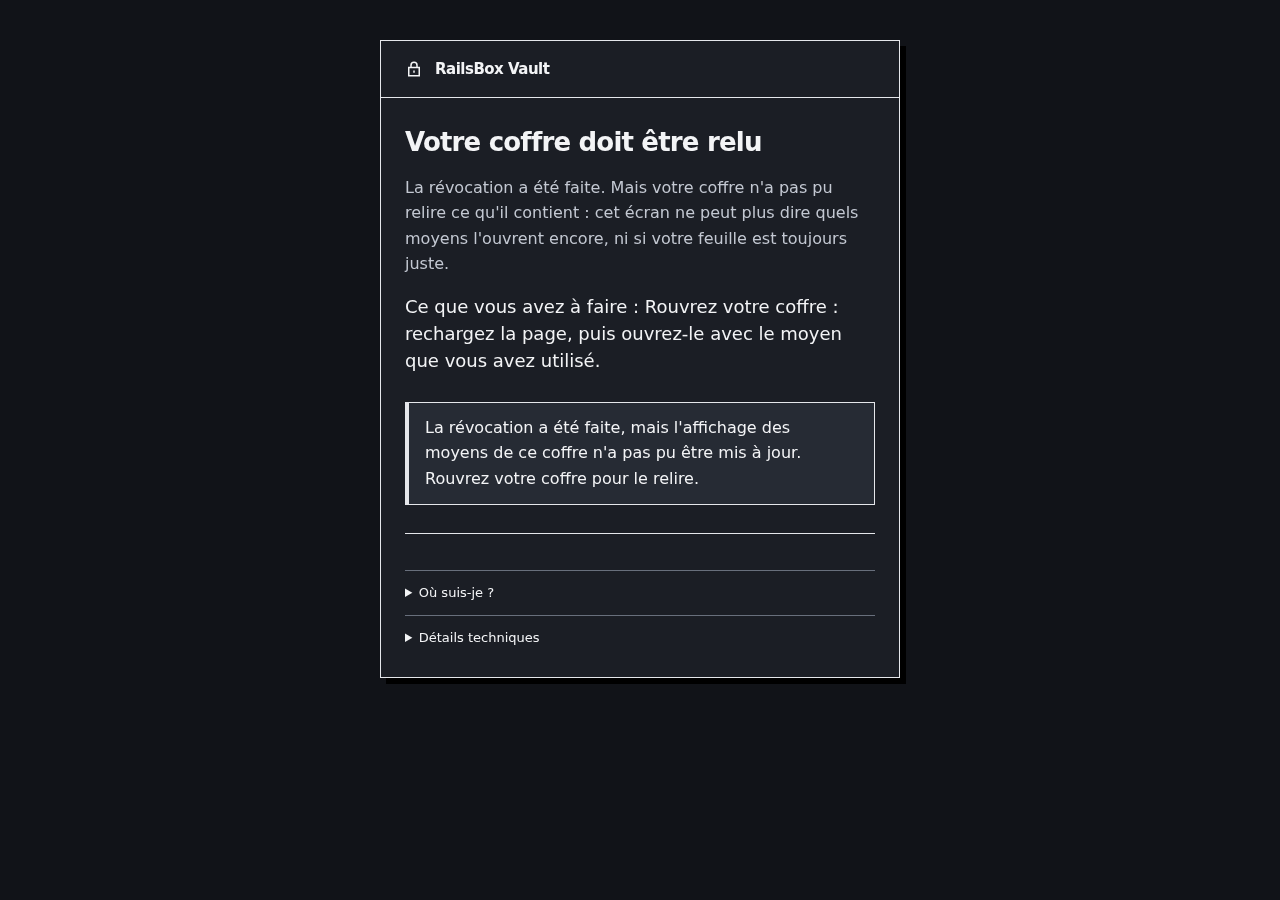 RailsBox Vault
Votre coffre doit être relu
La révocation a été faite. Mais votre coffre n'a pas pu
relire ce qu'il contient : cet écran ne peut plus dire quels
moyens l'ouvrent encore, ni si votre feuille est toujours
juste.
Ce que vous avez à faire : Rouvrez votre coffre :
rechargez la page, puis ouvrez-le avec le moyen
que vous avez utilisé.
La révocation a été faite, mais l'affichage des
moyens de ce coffre n'a pas pu être mis à jour.
Rouvrez votre coffre pour le relire.
Où suis-je ?
Détails techniques